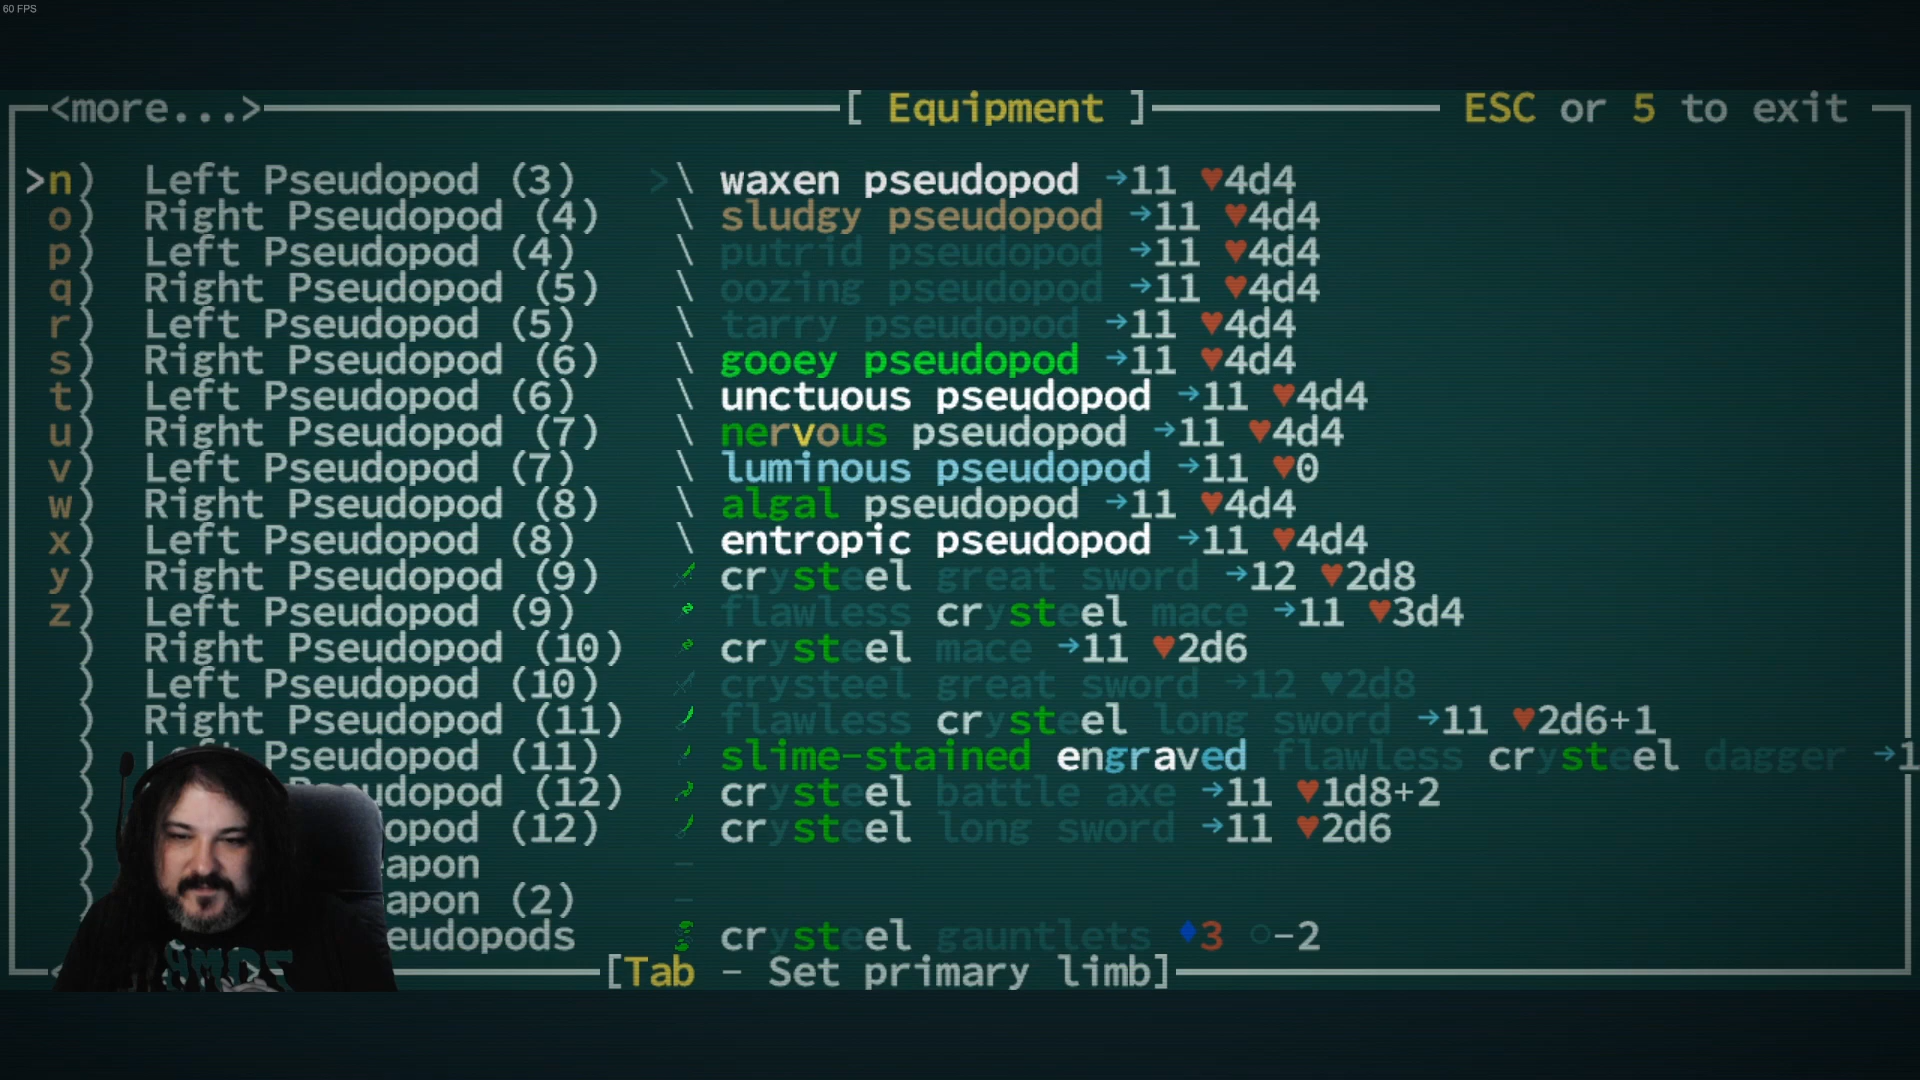 60 FPS
<more...> [ Equipment ] ESC or 5 to exit
>n) Left Pseudopod (3) >\ waxen pseudopod →11 ♥4d4
o) Right Pseudopod (4) \ sludgy pseudopod →11 ♥4d4
p) Left Pseudopod (4) \ putrid pseudopod →11 ♥4d4
q) Right Pseudopod (5) \ oozing pseudopod →11 ♥4d4
r) Left Pseudopod (5) \ tarry pseudopod →11 ♥4d4
s) Right Pseudopod (6) \ gooey pseudopod →11 ♥4d4
t) Left Pseudopod (6) \ unctuous pseudopod →11 ♥4d4
u) Right Pseudopod (7) \ nervous pseudopod →11 ♥4d4
v) Left Pseudopod (7) \ luminous pseudopod →11 ♥0
w) Right Pseudopod (8) \ algal pseudopod →11 ♥4d4
x) Left Pseudopod (8) \ entropic pseudopod →11 ♥4d4
y) Right Pseudopod (9) crysteel great sword →12 ♥2d8
z) Left Pseudopod (9) flawless crysteel mace →11 ♥3d4
) Right Pseudopod (10) crysteel mace →11 ♥2d6
) Left Pseudopod (10) crysteel great sword →12 ♥2d8
) Right Pseudopod (11) flawless crysteel long sword →11 ♥2d6+1
) Left Pseudopod (11) slime-stained engraved flawless crysteel dagger →1
) udopod (12) crysteel battle axe →11 ♥1d8+2
) opod (12) crysteel long sword →11 ♥2d6
) eapon –
) apon (2) –
) eudopods crysteel gauntlets ♦3 ○-2
[Tab - Set primary limb]